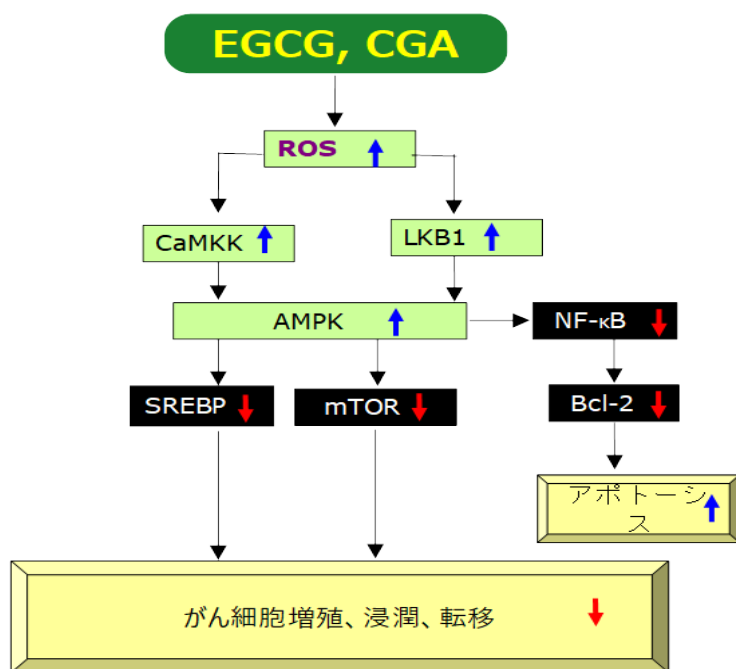 EGCG, CGA
ROS
CaMKK
LKB1
AMPK
NF-κB
SREBP
mTOR
Bcl-2
アポトーシ
ス
がん細胞増殖、浸潤、転移